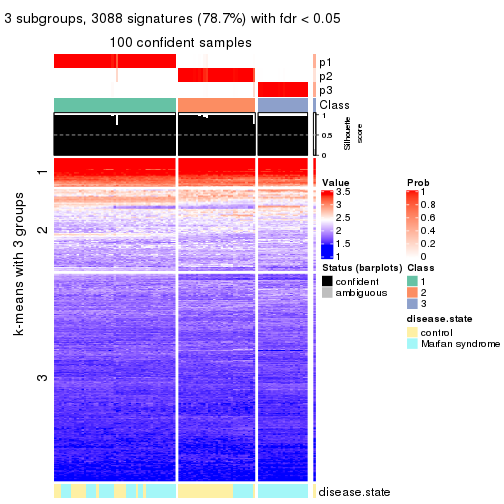 3 subgroups, 3088 signatures (78.7%) with fdr < 0.05
100 confident samples
p1
p2
p3
Class
1
0.5
0
Silhouette
score
k-means with 3 groups
1
2
3
disease.state
Value
3.5
3
2.5
2
1.5
1
Prob
1
0.8
0.6
0.4
0.2
0
Status (barplots)
confident
ambiguous
Class
1
2
3
disease.state
control
Marfan syndrome